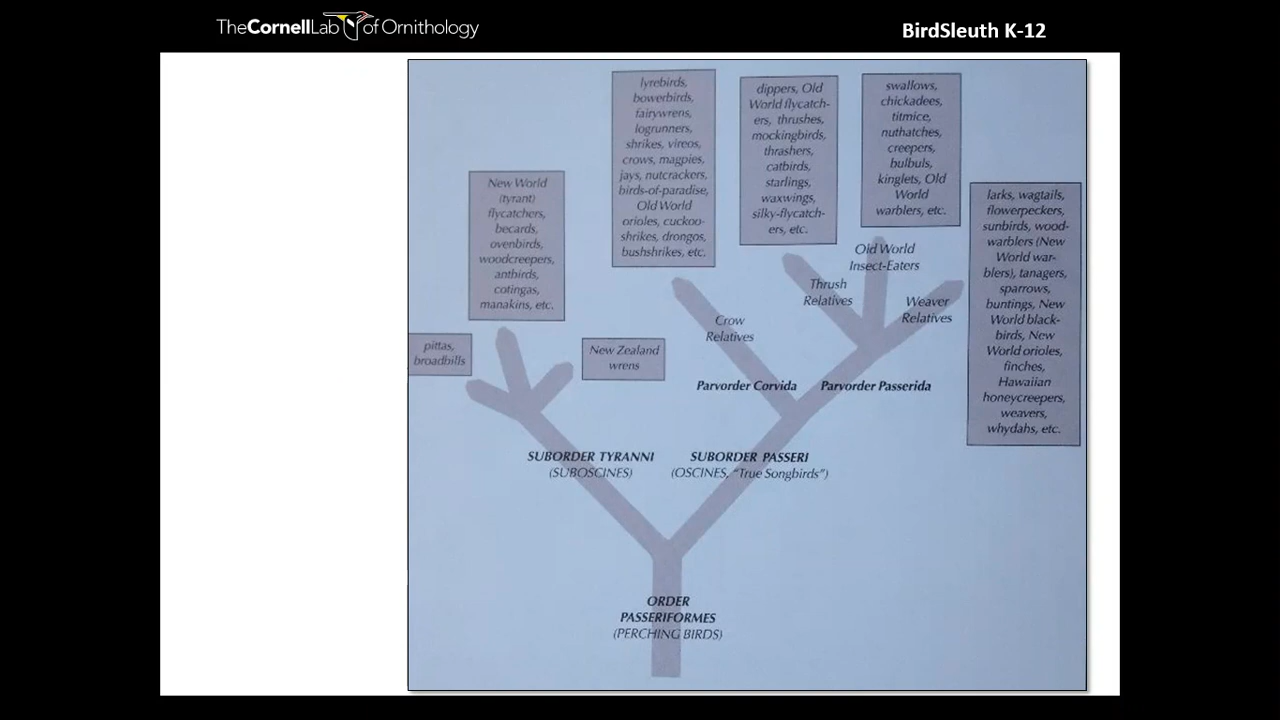 TheCornellLab of Ornithology
BirdSleuth K-12
lyrebirds,
bowerbirds,
fairywrens,
logrunners,
shrikes, vireos,
crows, magpies,
jays, nutcrackers,
birds-of-paradise,
Old World
orioles, cuckoo-
shrikes, drongos,
bushshrikes, etc.
dippers, Old
World flycatch-
ers, thrushes,
mockingbirds,
thrashers,
catbirds,
starlings,
waxwings,
silky-flycatch-
ers, etc.
swallows,
chickadees,
titmice,
nuthatches,
creepers,
bulbuls,
kinglets, Old
World
warblers, etc.
New World
(tyrant)
flycatchers,
becards,
ovenbirds,
woodcreepers,
antbirds,
cotingas,
manakins, etc.
larks, wagtails,
flowerpeckers,
sunbirds, wood-
warblers (New
World war-
blers), tanagers,
sparrows,
buntings, New
World black-
birds, New
World orioles,
finches,
Hawaiian
honeycreepers,
weavers,
whydahs, etc.
Old World
Insect-Eaters
Thrush
Relatives
Weaver
Relatives
Crow
Relatives
pittas,
broadbills
New Zealand
wrens
Parvorder Corvida
Parvorder Passerida
SUBORDER TYRANNI
(SUBOSCINES)
SUBORDER PASSERI
(OSCINES, "True Songbirds")
ORDER
PASSERIFORMES
(PERCHING BIRDS)